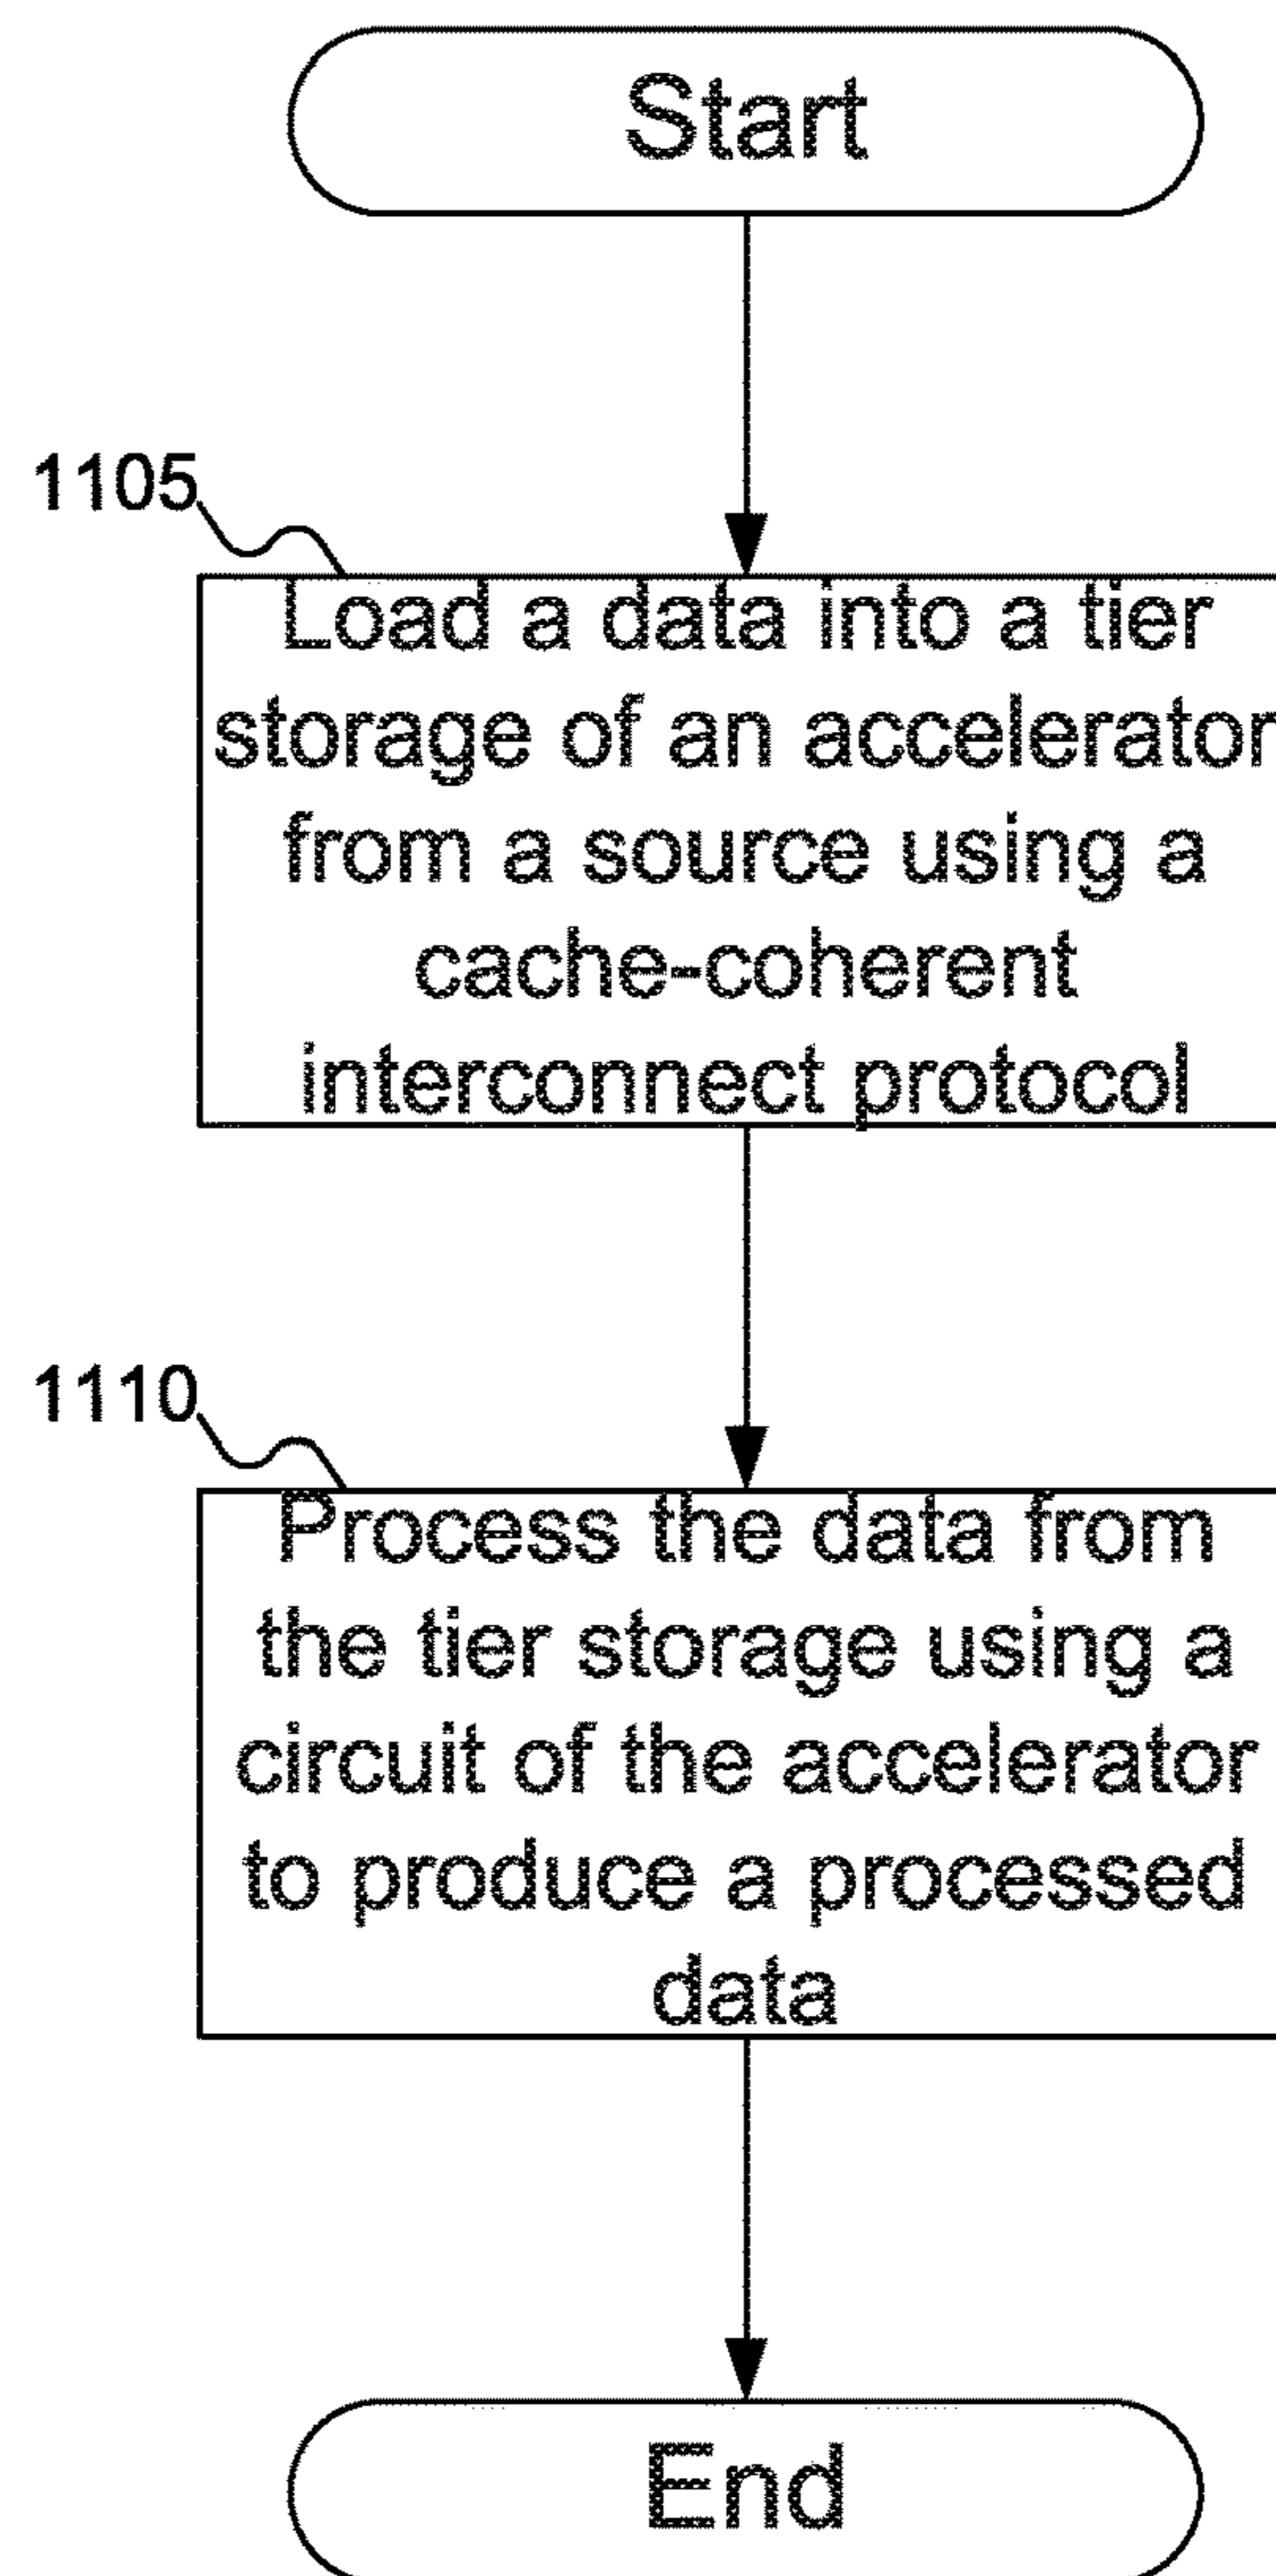 Start
1105
Load a data into a tier
storage of an accelerator
from a source using a
cache-coherent
interconnect protocol
1110
Process the data from
the tier storage using a
circuit of the accelerator
to produce a processed
data
End